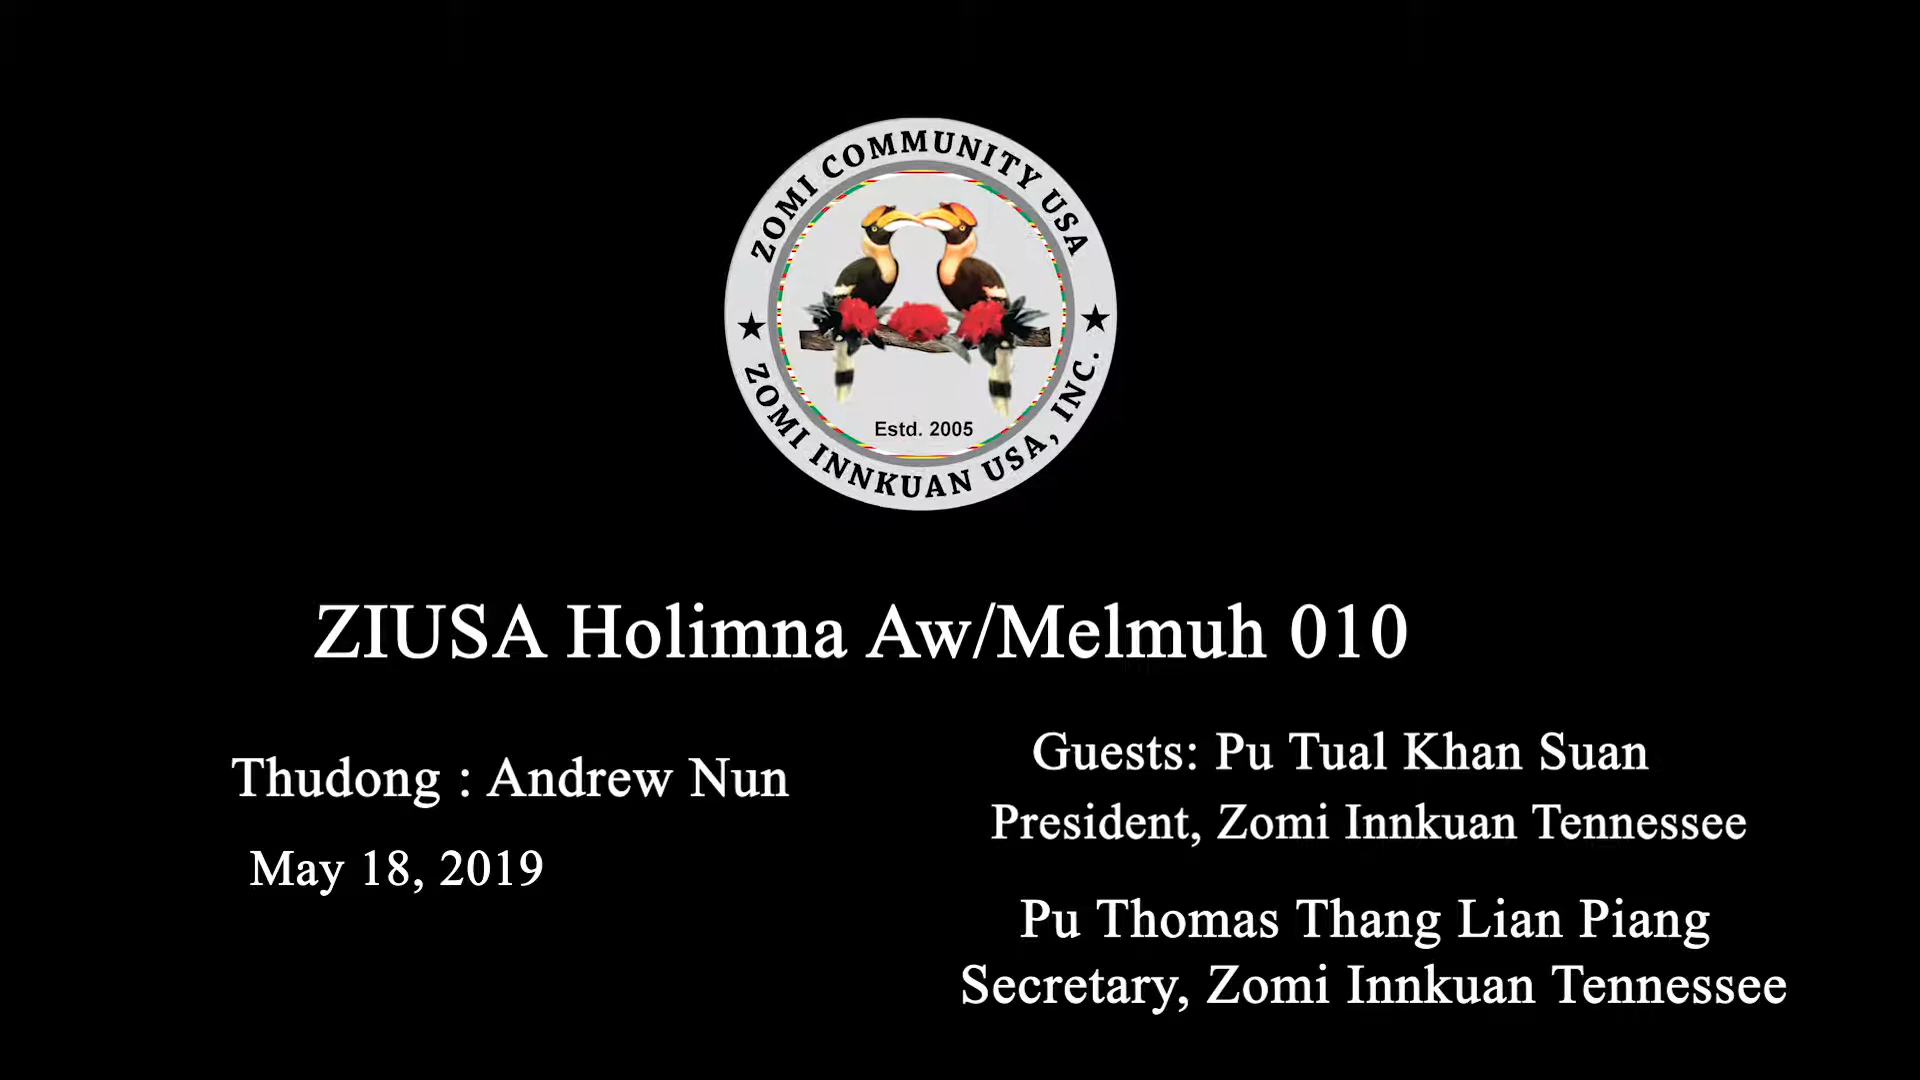 ZOMI COMMUNITY USA
Estd. 2005
ZOMI INNKUAN USA, INC.
ZIUSA Holimna Aw/Melmuh 010
Thudong : Andrew Nun
May 18, 2019
Guests: Pu Tual Khan Suan
President, Zomi Innkuan Tennessee
Pu Thomas Thang Lian Piang
Secretary, Zomi Innkuan Tennessee